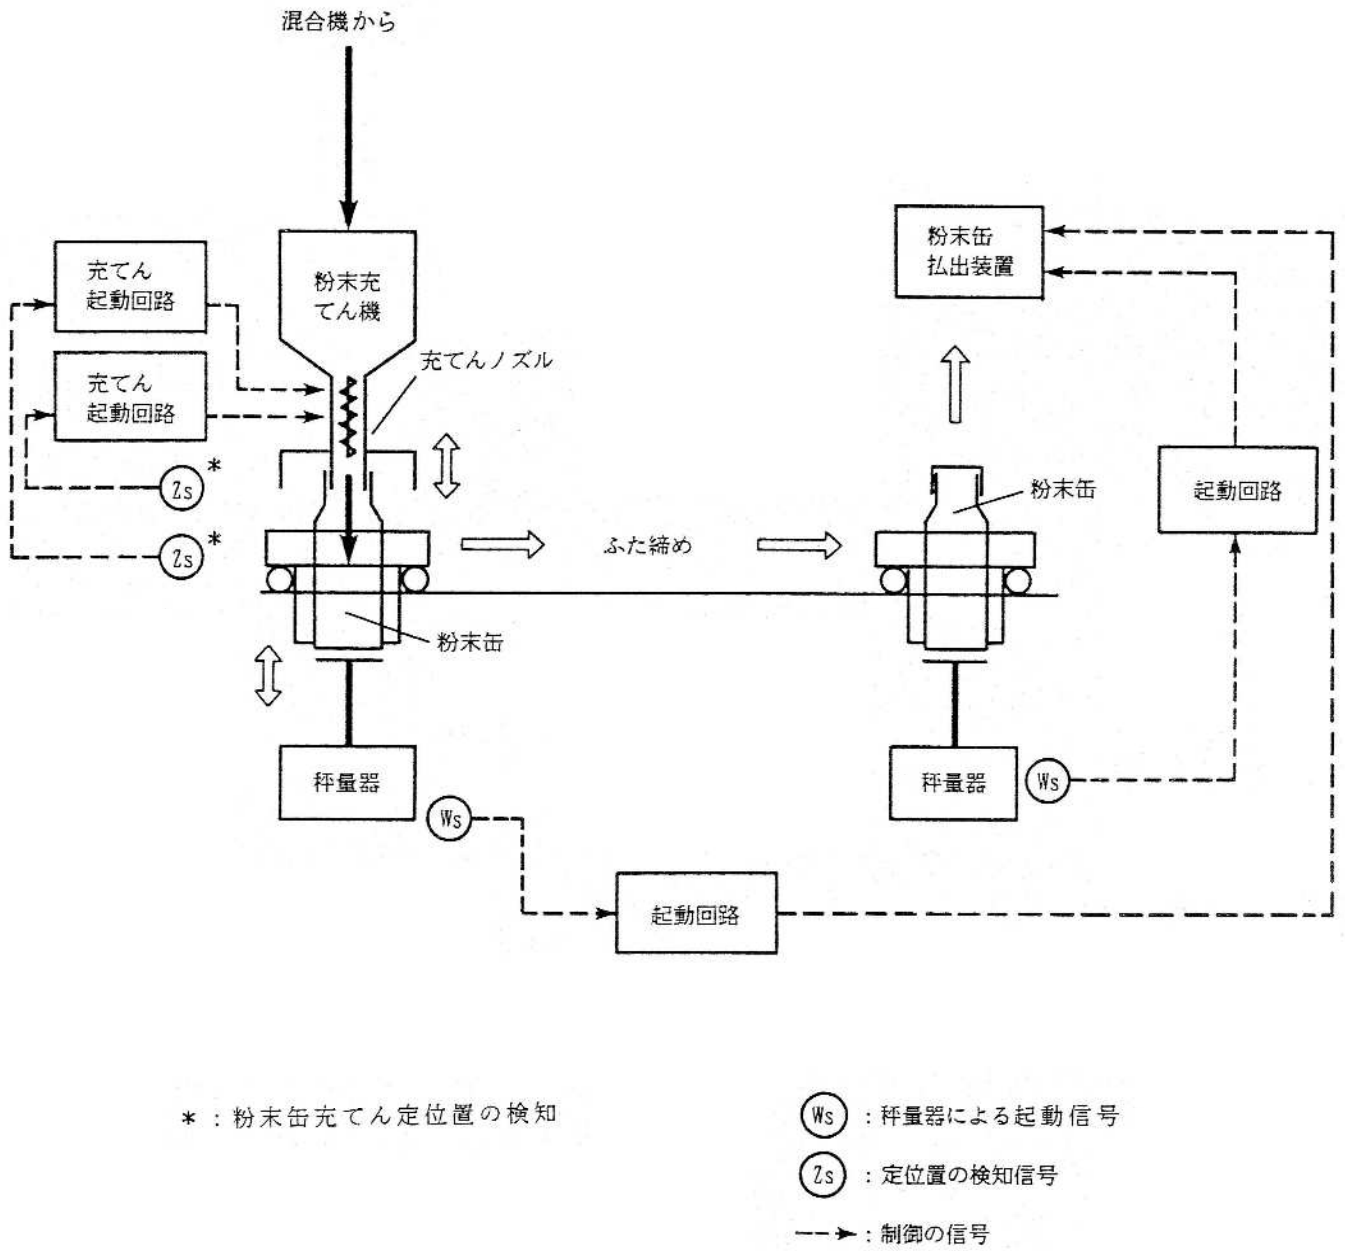 混合機から
粉末充
てん機
充てん
起動回路
充てん
起動回路
充てんノズル
Zs*
Zs*
ふた締め
粉末缶
秤量器
Ws
起動回路
粉末缶
払出装置
粉末缶
起動回路
秤量器
Ws
*：粉末缶充てん定位置の検知
Ws：秤量器による起動信号
Zs：定位置の検知信号
：制御の信号